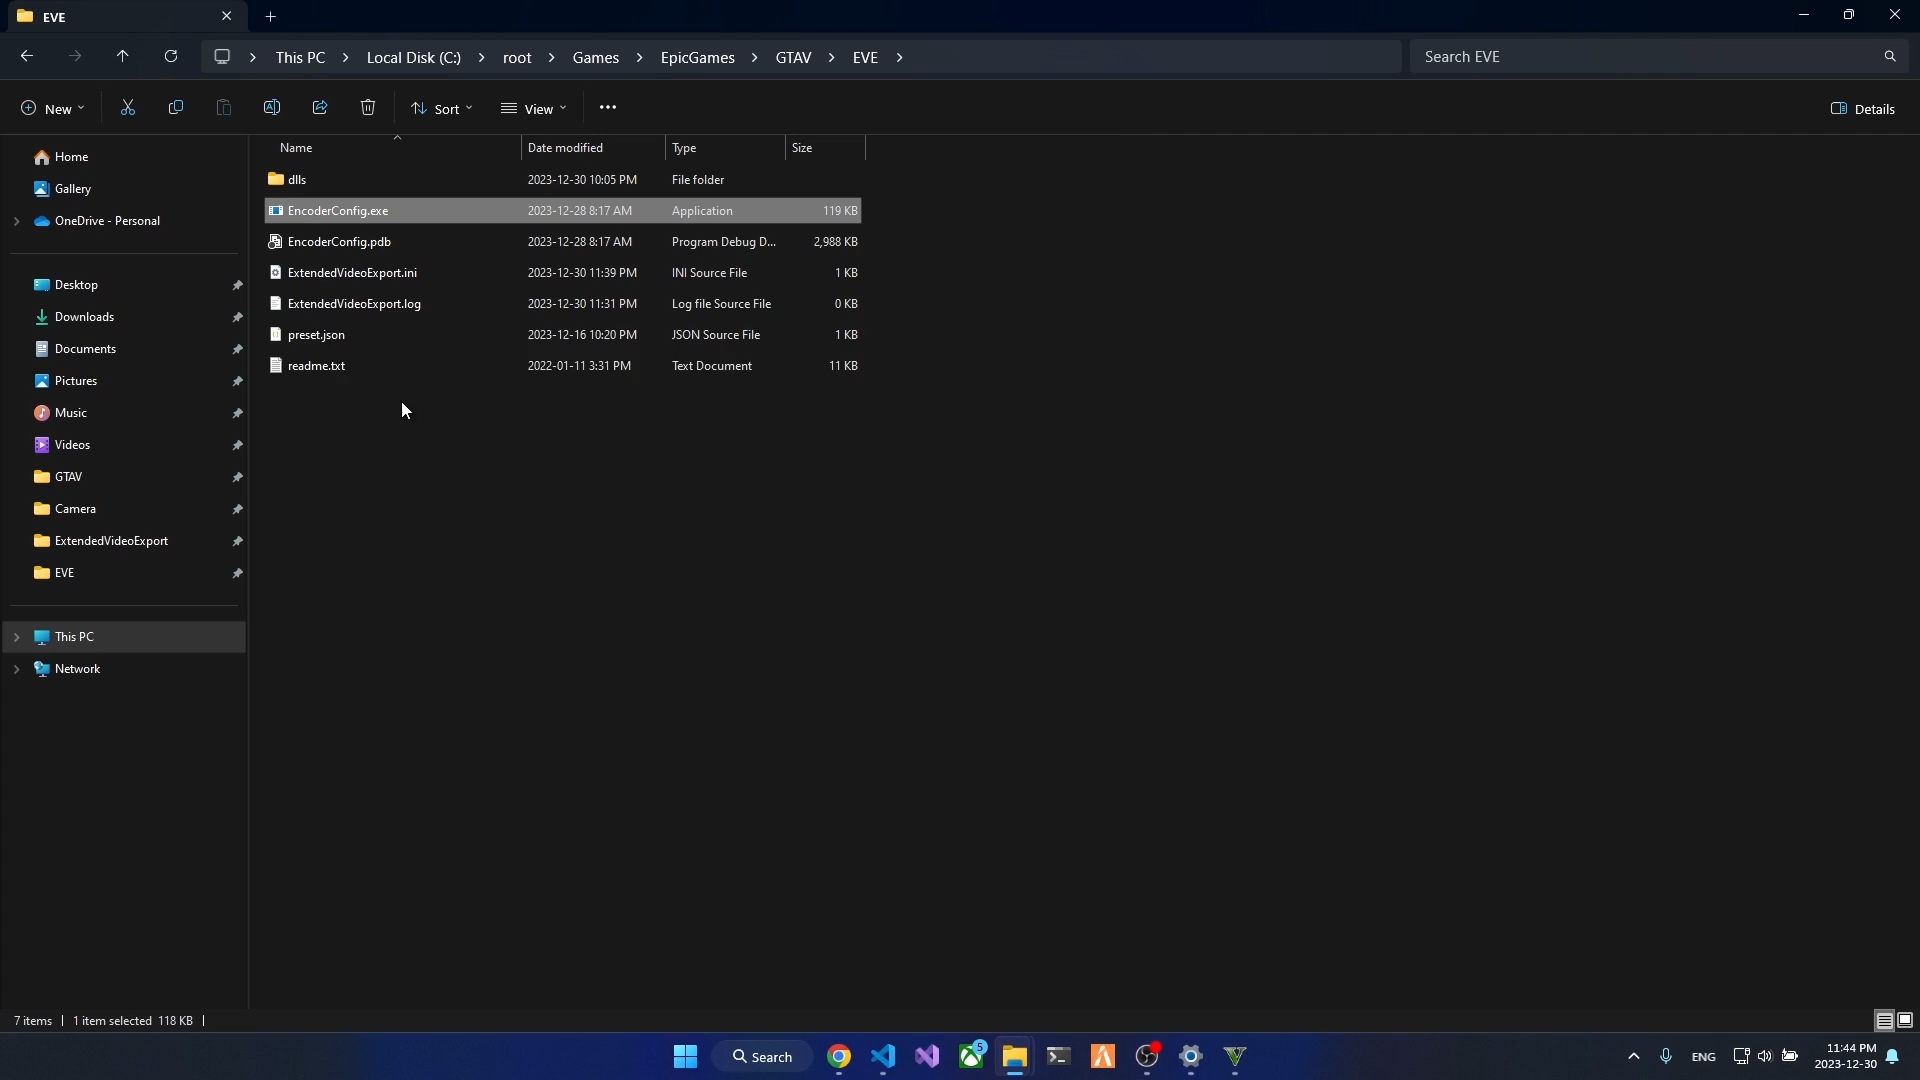 EVE
This PC > Local Disk (C:) > root > Games > EpicGames > GTAV > EVE >
Search EVE
New
Sort
View
Details
Name Date modified Type Size
dlls 2023-12-30 10:05 PM File folder
EncoderConfig.exe 2023-12-28 8:17 AM Application 119 KB
EncoderConfig.pdb 2023-12-28 8:17 AM Program Debug D... 2,988 KB
ExtendedVideoExport.ini 2023-12-30 11:39 PM INI Source File 1 KB
ExtendedVideoExport.log 2023-12-30 11:31 PM Log file Source File 0 KB
preset.json 2023-12-16 10:20 PM JSON Source File 1 KB
readme.txt 2022-01-11 3:31 PM Text Document 11 KB
Home
Gallery
OneDrive - Personal
Desktop
Downloads
Documents
Pictures
Music
Videos
GTAV
Camera
ExtendedVideoExport
EVE
This PC
Network
7 items | 1 item selected 118 KB |
Search
5
ENG
11:44 PM
2023-12-30